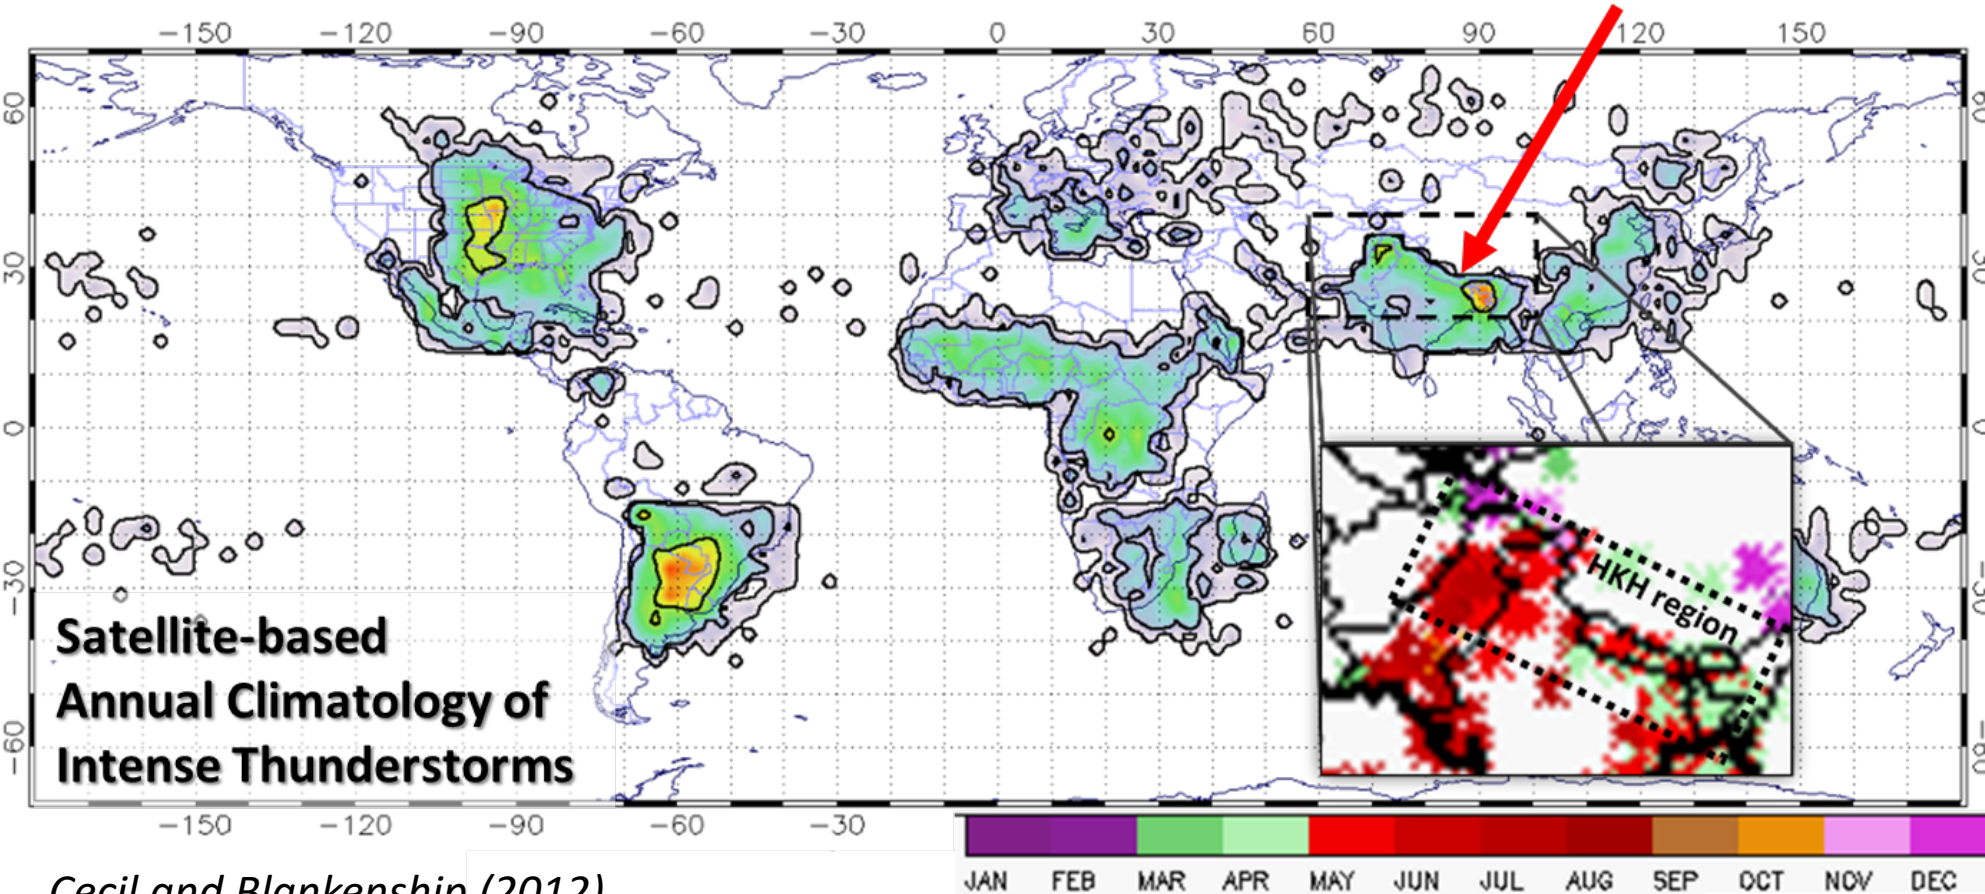 −150 −120 −90 −60 −30 0 30 60 90 120 150
60
30
0
−30
−60
HKH region
Satellite-based
Annual Climatology of
Intense Thunderstorms
−150 −120 −90 −60 −30
JAN FEB MAR APR MAY JUN JUL AUG SEP OCT NOV DEC
Cecil and Blankenship (2012)